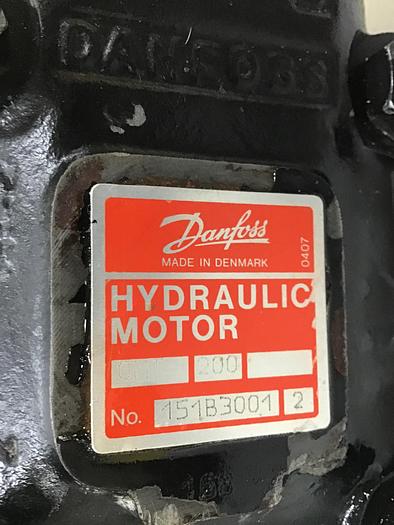 DANFOSS
Danfoss
MADE IN DENMARK
0407
HYDRAULIC
MOTOR
200
No. 151B3001 2